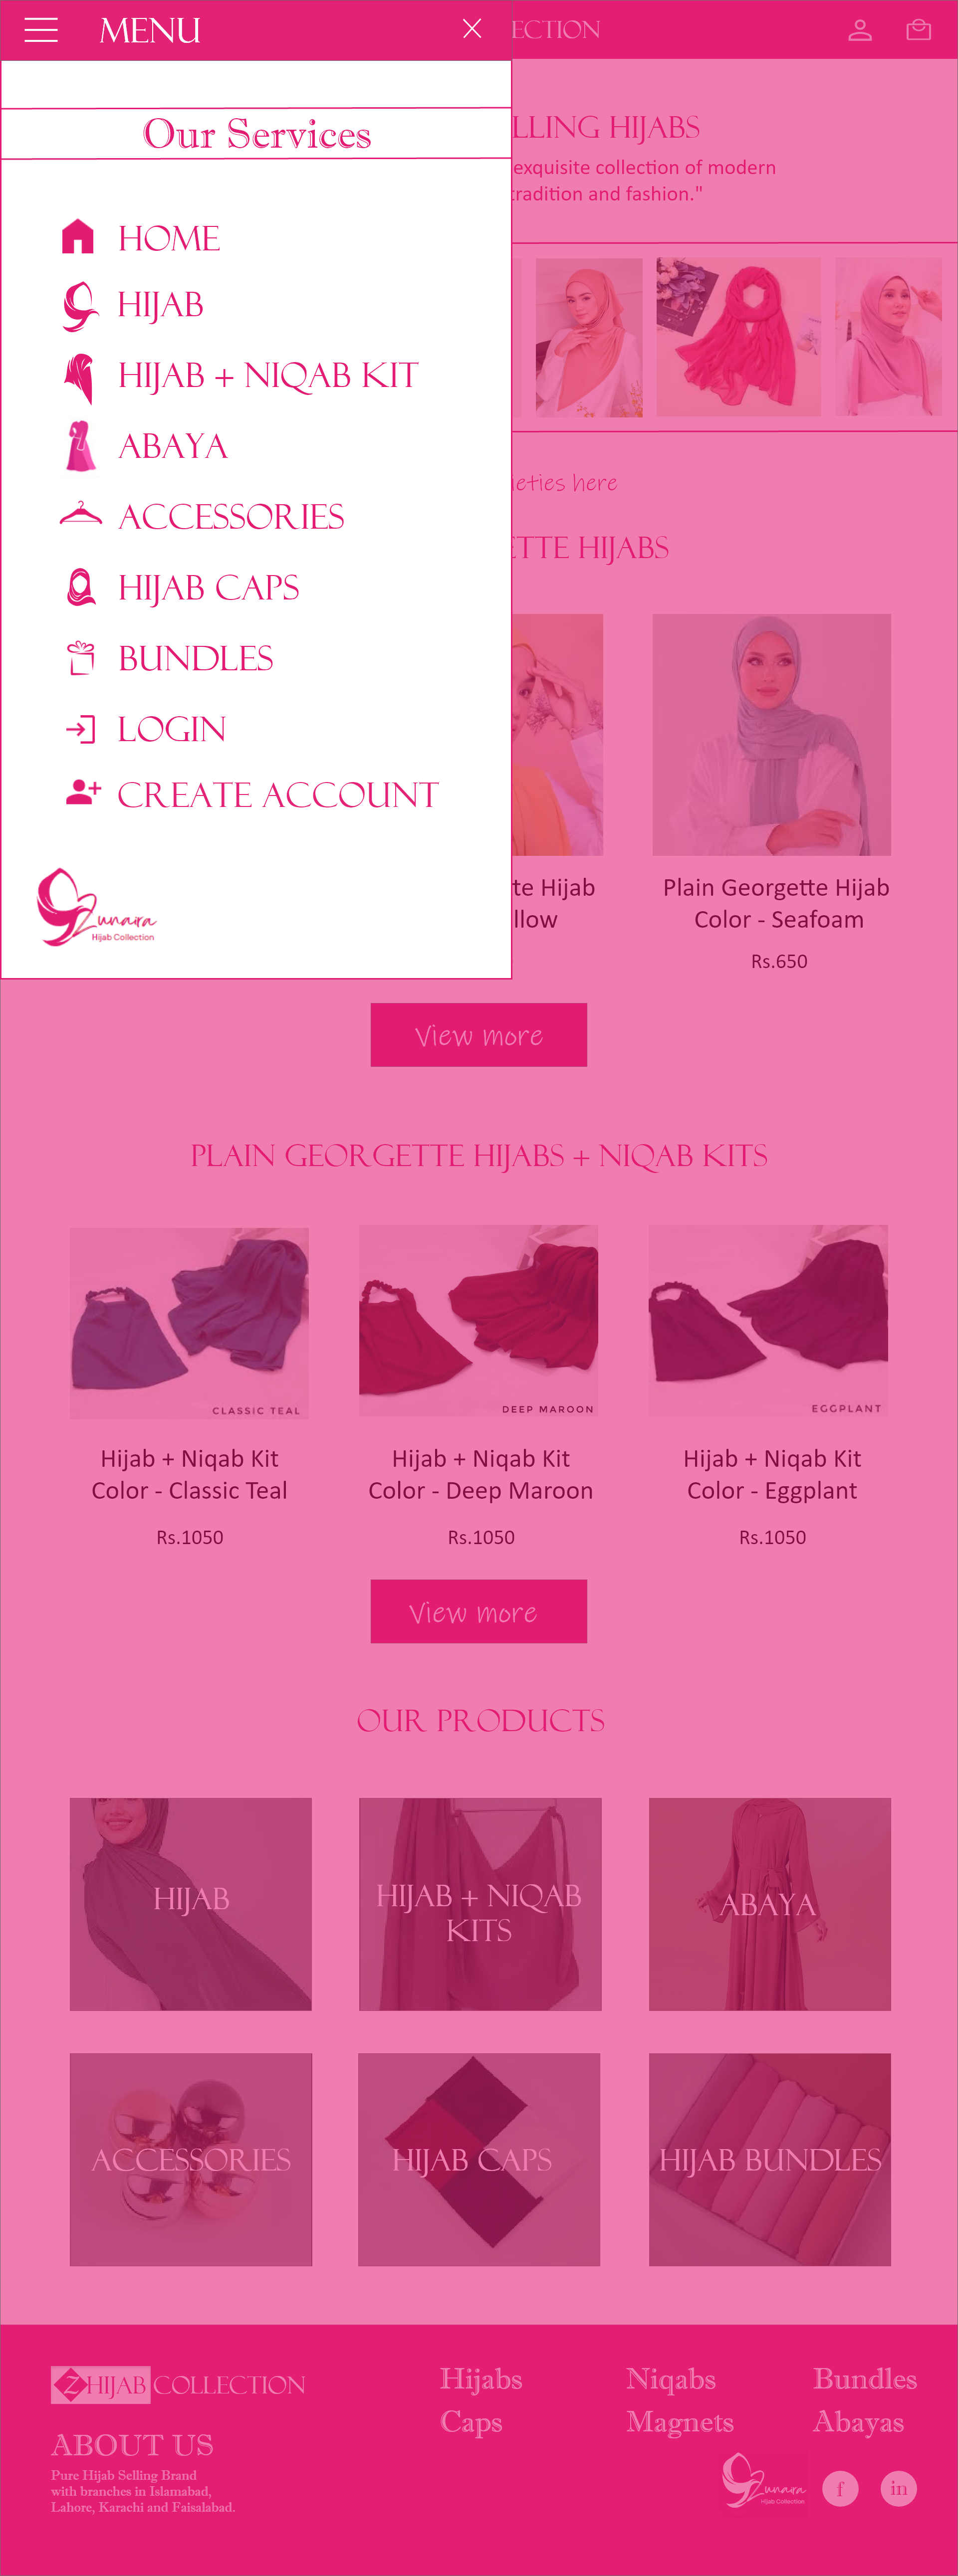 MENU
ECTION
Our Services
LLING HIJABS
exquisite collection of modern
tradition and fashion."
HOME
HIJAB
HIJAB + NIQAB KIT
ABAYA
ACCESSORIES
HIJAB CAPS
BUNDLES
LOGIN
CREATE ACCOUNT
Zunaira
Hijab Collection
ieties here
ETTE HIJABS
te Hijab
llow
Plain Georgette Hijab
Color - Seafoam
Rs.650
View more
PLAIN GEORGETTE HIJABS + NIQAB KITS
CLASSIC TEAL
DEEP MAROON
EGGPLANT
Hijab + Niqab Kit
Color - Classic Teal
Rs.1050
Hijab + Niqab Kit
Color - Deep Maroon
Rs.1050
Hijab + Niqab Kit
Color - Eggplant
Rs.1050
View more
OUR PRODUCTS
HIJAB
HIJAB + NIQAB
KITS
ABAYA
ACCESSORIES
HIJAB CAPS
HIJAB BUNDLES
Z HIJAB COLLECTION
ABOUT US
Pure Hijab Selling Brand
with branches in Islamabad,
Lahore, Karachi and Faisalabad.
Hijabs
Caps
Niqabs
Magnets
Bundles
Abayas
Zunaira
Hijab Collection
f
in